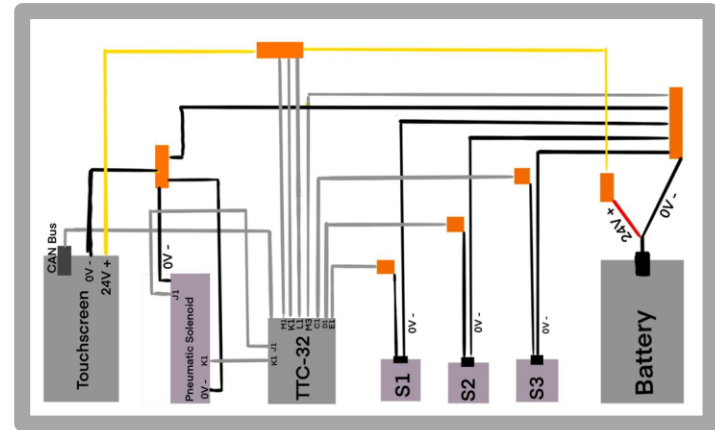 CAN Bus
0V -
24V +
Touchscreen
0V -
J1
Pneumatic Solenoid
K1
0V -
M1
K1
L1
M3
C1
D1
E1
J1
K1
TTC-32
0V -
S1
0V -
S2
0V -
S3
24V +
0V -
Battery